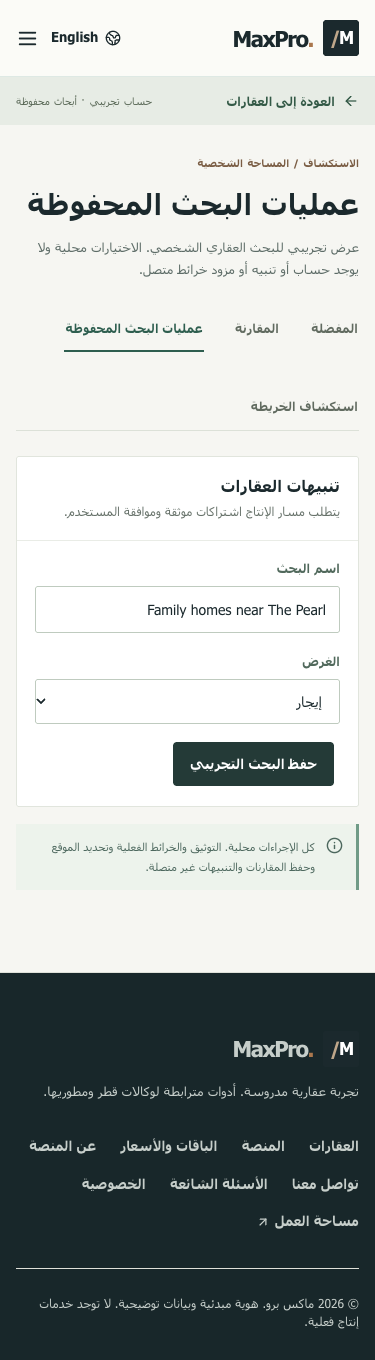 M/ MaxPro.
English
العودة إلى العقارات
حساب تجريبي · أبحاث محفوظة
الاستكشاف / المساحة الشخصية
عمليات البحث المحفوظة
عرض تجريبي للبحث العقاري الشخصي. الاختيارات محلية ولا
يوجد حساب أو تنبيه أو مزود خرائط متصل.
المفضلة
المقارنة
عمليات البحث المحفوظة
استكشاف الخريطة
تنبيهات العقارات
يتطلب مسار الإنتاج اشتراكات موثقة وموافقة المستخدم.
اسم البحث
Family homes near The Pearl
الغرض
إيجار
حفظ البحث التجريبي
كل الإجراءات محلية. التوثيق والخرائط الفعلية وتحديد الموقع
وحفظ المقارنات والتنبيهات غير متصلة.
M/ MaxPro.
تجربة عقارية مدروسة. أدوات مترابطة لوكالات قطر ومطوريها.
العقارات المنصة الباقات والأسعار عن المنصة
تواصل معنا الأسئلة الشائعة الخصوصية
مساحة العمل
© 2026 ماكس برو. هوية مبدئية وبيانات توضيحية. لا توجد خدمات
إنتاج فعلية.